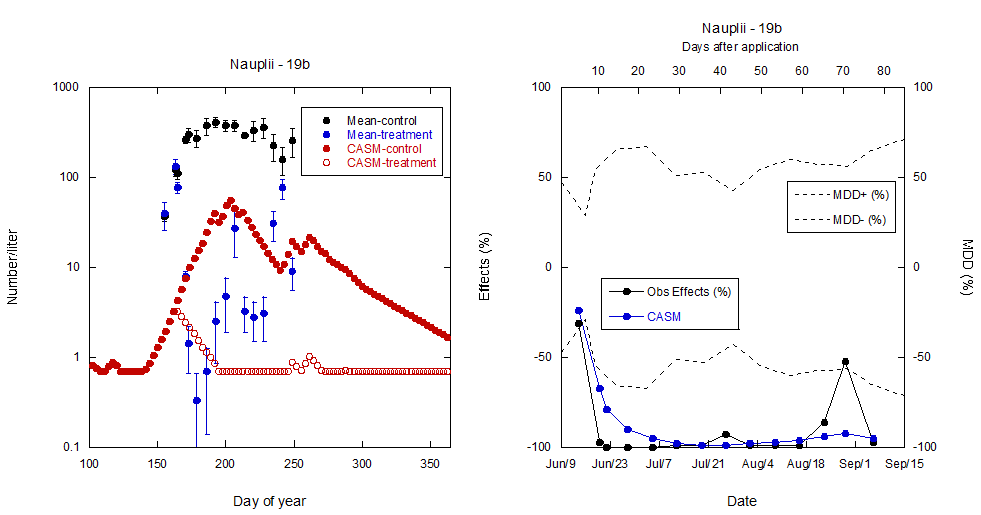 Nauplii - 19b
1000
100
10
1
0.1
100
150
200
250
300
350
Number/liter
Day of year
Mean-control
Mean-treatment
CASM-control
CASM-treatment
Nauplii - 19b
Days after application
10 20 30 40 50 60 70 80
100
50
0
-50
-100
100
50
0
-50
-100
Effects (%)
MDD (%)
MDD+ (%)
MDD- (%)
Obs Effects (%)
CASM
Jun/9 Jun/23 Jul/7 Jul/21 Aug/4 Aug/18 Sep/1 Sep/15
Date